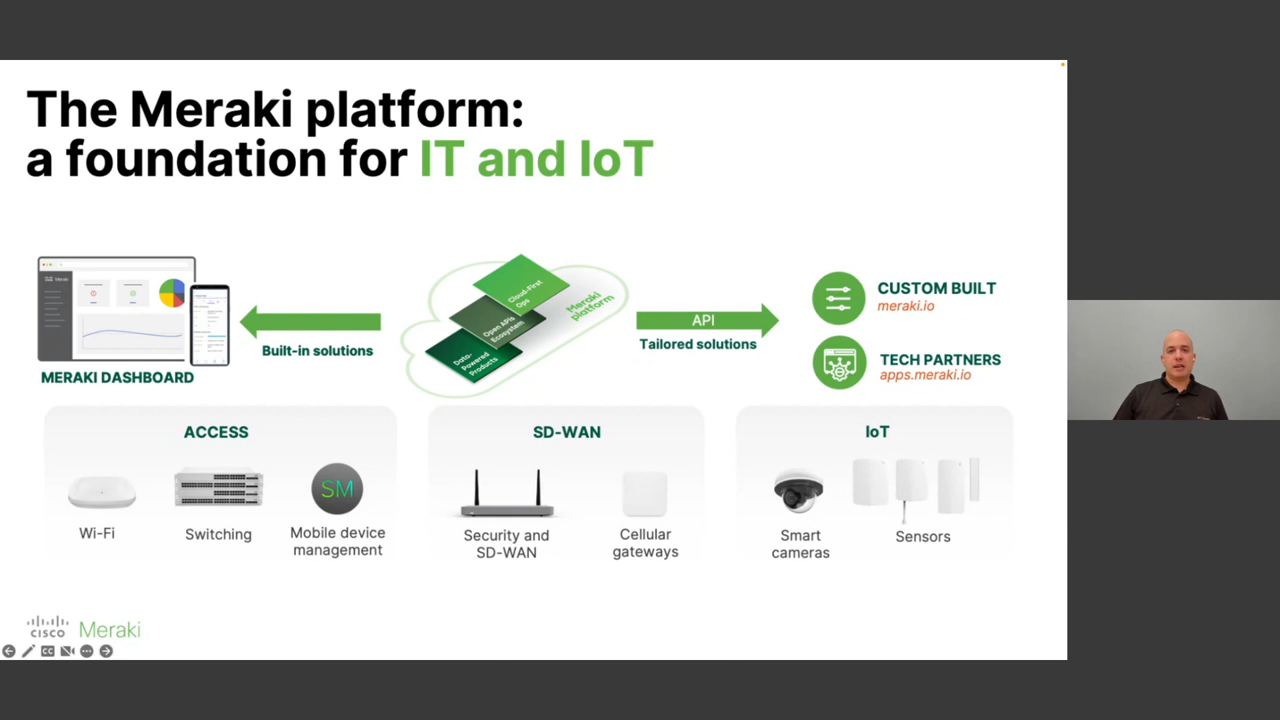 The Meraki platform:
a foundation for IT and IoT
MERAKI DASHBOARD
Built-in solutions
Cloud-First
Ops
Open APIs
Ecosystem
Data-
Powered
Products
Meraki
platform
API
Tailored solutions
CUSTOM BUILT
meraki.io
TECH PARTNERS
apps.meraki.io
ACCESS
Wi-Fi
Switching
SM
Mobile device
management
SD-WAN
Security and
SD-WAN
Cellular
gateways
IoT
Smart
cameras
Sensors
CISCO Meraki
CC